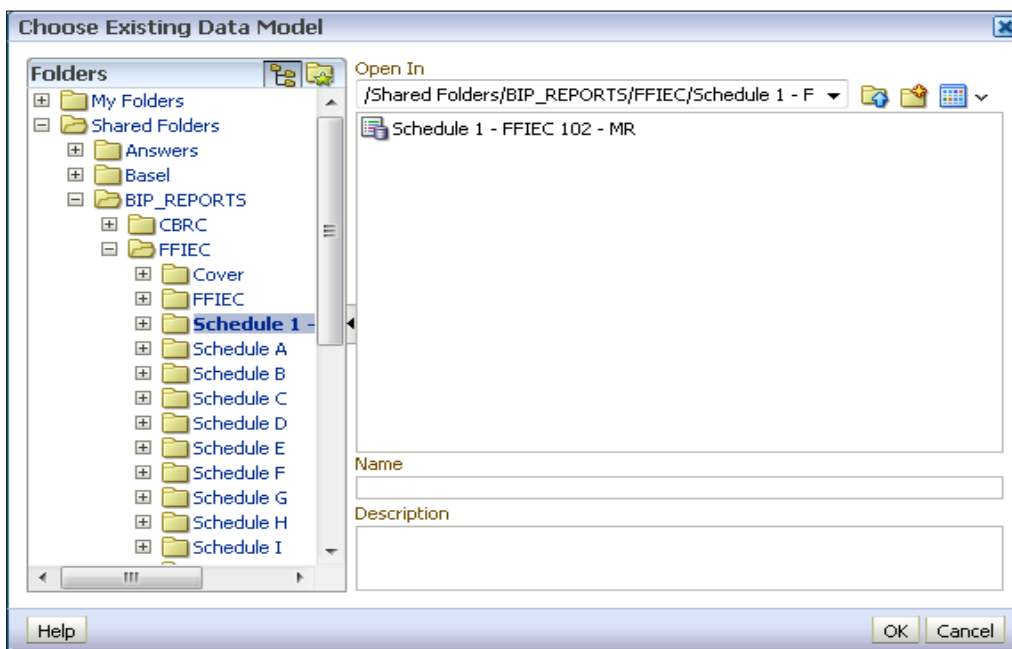 Choose Existing Data Model
Folders
My Folders
Shared Folders
Answers
Basel
BIP_REPORTS
CBRC
FFIEC
Cover
FFIEC
Schedule 1 -
Schedule A
Schedule B
Schedule C
Schedule D
Schedule E
Schedule F
Schedule G
Schedule H
Schedule I
Open In
/Shared Folders/BIP_REPORTS/FFIEC/Schedule 1 - F
Schedule 1 - FFIEC 102 - MR
Name
Description
Help
OK
Cancel